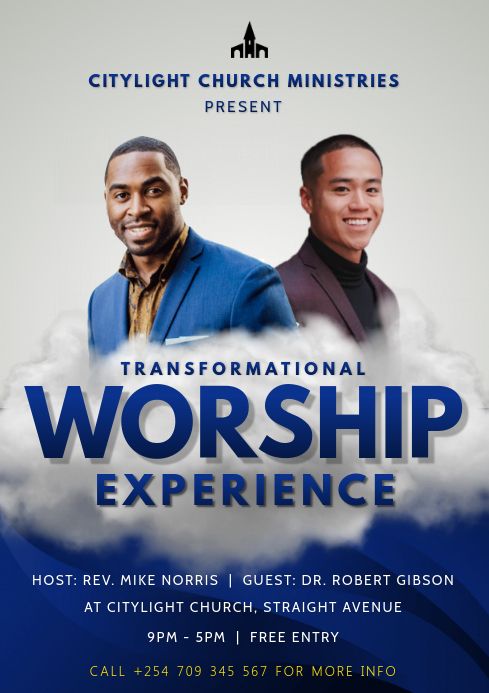 CITYLIGHT CHURCH MINISTRIES
PRESENT
TRANSFORMATIONAL
WORSHIP
EXPERIENCE
HOST: REV. MIKE NORRIS | GUEST: DR. ROBERT GIBSON
AT CITYLIGHT CHURCH, STRAIGHT AVENUE
9PM - 5PM | FREE ENTRY
CALL +254 709 345 567 FOR MORE INFO